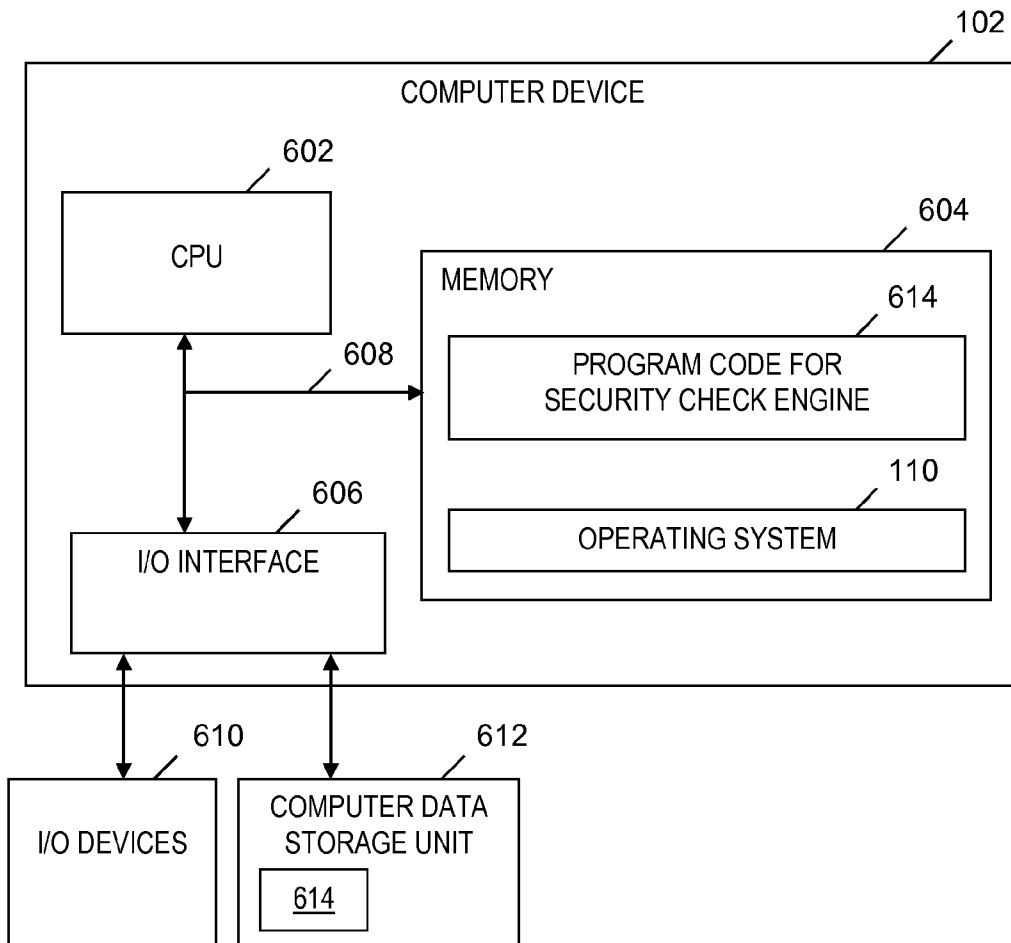 102
COMPUTER DEVICE
602
CPU
604
MEMORY
614
PROGRAM CODE FOR
SECURITY CHECK ENGINE
608
110
OPERATING SYSTEM
606
I/O INTERFACE
610
I/O DEVICES
612
COMPUTER DATA
STORAGE UNIT
614